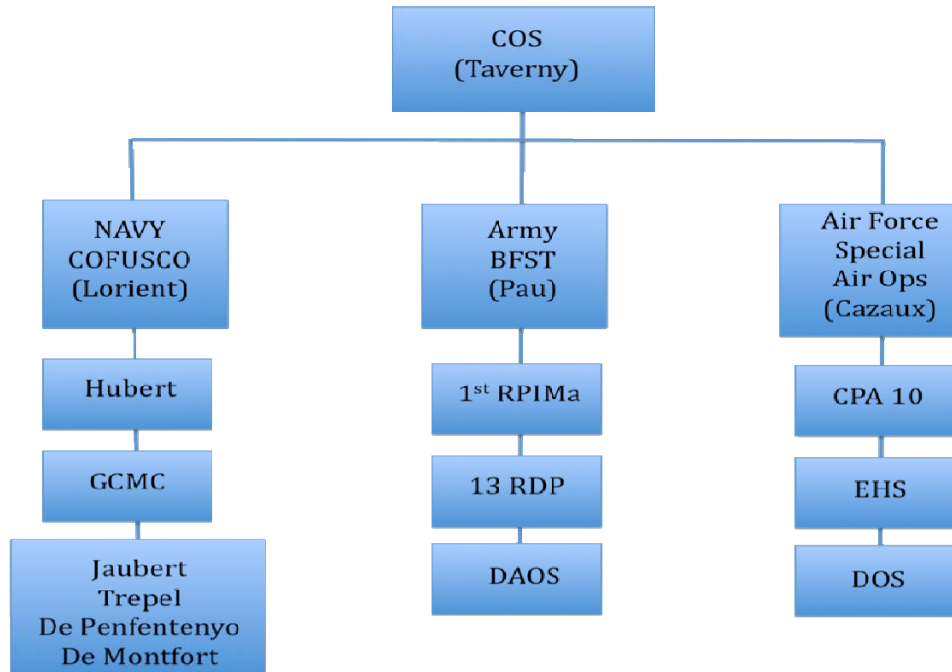 COS
(Taverny)
NAVY
COFUSCO
(Lorient)
Hubert
GCMC
Jaubert
Trepel
De Penfentenyo
De Montfort
Army
BFST
(Pau)
1st RPIMa
13 RDP
DAOS
Air Force
Special
Air Ops
(Cazaux)
CPA 10
EHS
DOS